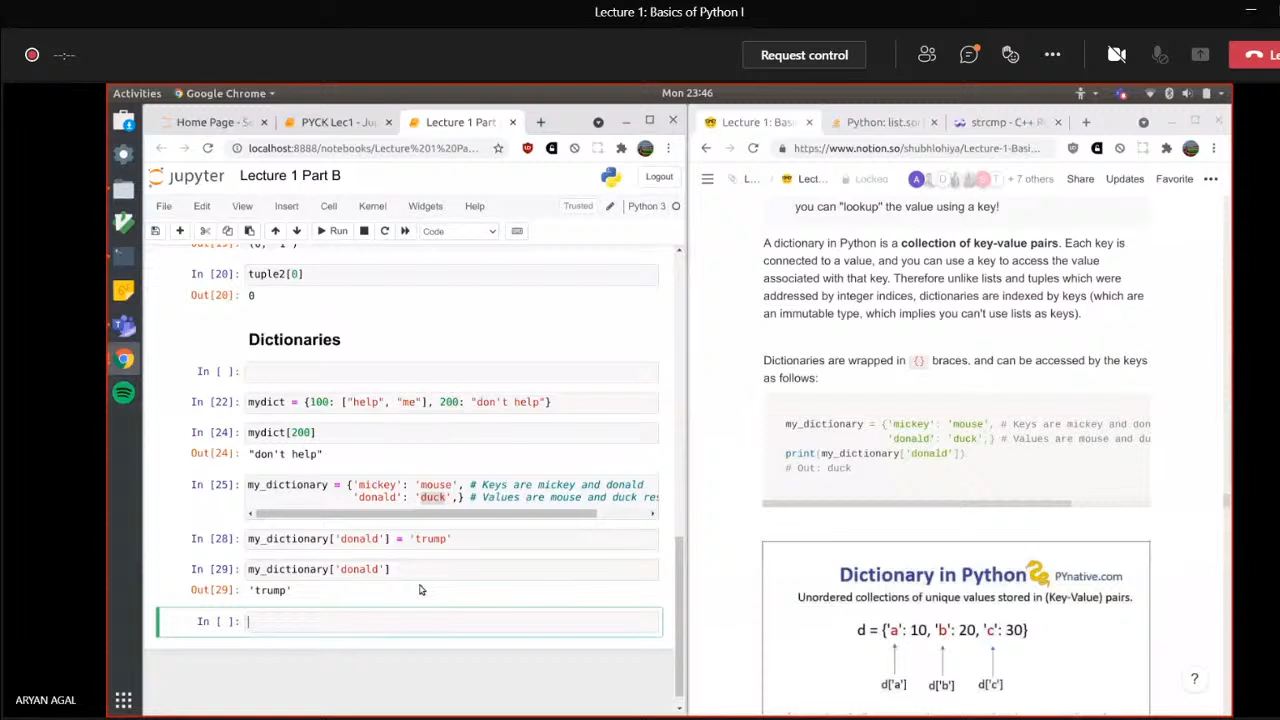 Lecture 1: Basics of Python I
--:--
Request control
Activities
Google Chrome
Mon 23:46
Home Page - S
PYCK Lec1 - Ju
Lecture 1 Part
localhost:8888/notebooks/Lecture%201%20Pa...
jupyter
Lecture 1 Part B
Logout
File Edit View Insert Cell Kernel Widgets Help
Trusted
Python 3
Run
Code
In [20]: tuple2[0]
Out[20]: 0
Dictionaries
In [ ]:
In [22]: mydict = {100: ["help", "me"], 200: "don't help"}
In [24]: mydict[200]
Out[24]: "don't help"
In [25]: my_dictionary = {'mickey': 'mouse', # Keys are mickey and donald
'donald': 'duck',} # Values are mouse and duck res
In [28]: my_dictionary['donald'] = 'trump'
In [29]: my_dictionary['donald']
Out[29]: 'trump'
In [ ]:
Lecture 1: Basi
Python: list.sor
strcmp - C++ R
https://www.notion.so/shubhlohiya/Lecture-1-Basi...
L...
Lect...
Locked
A
+ 7 others
Share
Updates
Favorite
you can "lookup" the value using a key!
A dictionary in Python is a collection of key-value pairs. Each key is
connected to a value, and you can use a key to access the value
associated with that key. Therefore unlike lists and tuples which were
addressed by integer indices, dictionaries are indexed by keys (which are
an immutable type, which implies you can't use lists as keys).
Dictionaries are wrapped in {} braces. and can be accessed by the keys
as follows:
my_dictionary = {'mickey': 'mouse', # Keys are mickey and don
'donald': 'duck',} # Values are mouse and du
print(my_dictionary['donald'])
# Out: duck
Dictionary in Python
PYnative.com
Unordered collections of unique values stored in (Key-Value) pairs.
d = {'a': 10, 'b': 20, 'c': 30}
d['a'] d['b'] d['c']
?
ARYAN AGAL